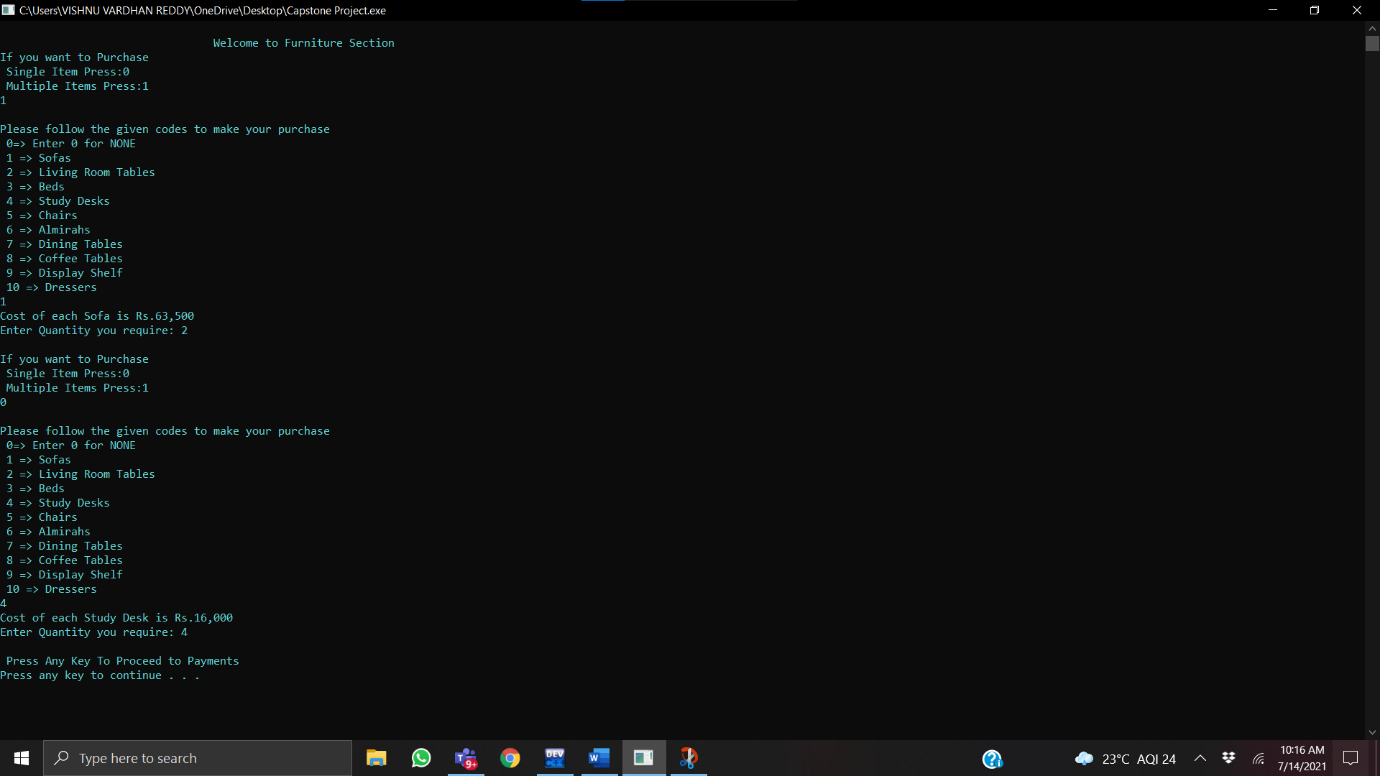 C:\Users\VISHNU VARDHAN REDDY\OneDrive\Desktop\Capstone Project.exe
Welcome to Furniture Section
If you want to Purchase
Single Item Press:0
Multiple Items Press:1
1
Please follow the given codes to make your purchase
0=> Enter 0 for NONE
1 => Sofas
2 => Living Room Tables
3 => Beds
4 => Study Desks
5 => Chairs
6 => Almirahs
7 => Dining Tables
8 => Coffee Tables
9 => Display Shelf
10 => Dressers
1
Cost of each Sofa is Rs.63,500
Enter Quantity you require: 2
If you want to Purchase
Single Item Press:0
Multiple Items Press:1
0
Please follow the given codes to make your purchase
0=> Enter 0 for NONE
1 => Sofas
2 => Living Room Tables
3 => Beds
4 => Study Desks
5 => Chairs
6 => Almirahs
7 => Dining Tables
8 => Coffee Tables
9 => Display Shelf
10 => Dressers
4
Cost of each Study Desk is Rs.16,000
Enter Quantity you require: 4
Press Any Key To Proceed to Payments
Press any key to continue . . .
Type here to search
9+
DEV
23°C AQI 24
10:16 AM
7/14/2021